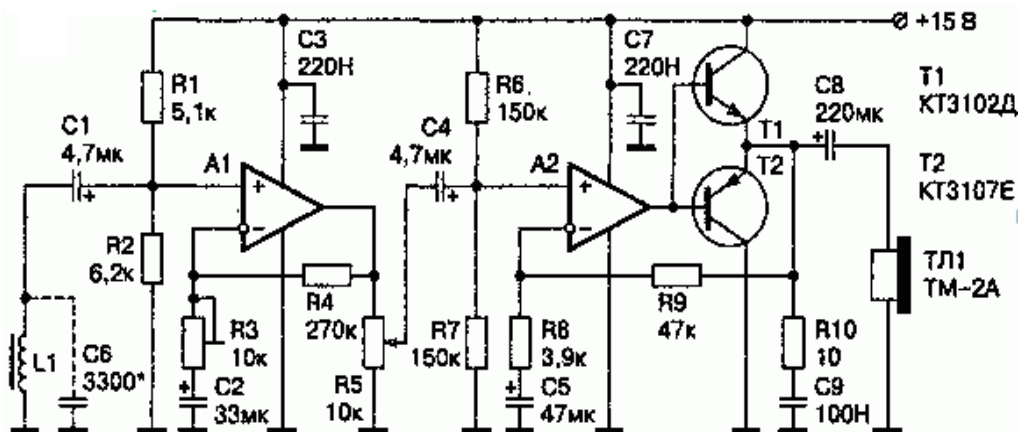 +15 В
C3
220Н
C7
220Н
R1
5,1к
R6
150к
C8
220мк
T1
КТ3102Д
C1
4,7мк
+
A1
+
−
C4
4,7мк
+
A2
+
−
T1
T2
+
T2
КТ3107Е
R2
6,2к
R4
270к
R9
47к
ТЛ1
ТМ-2А
L1
C6
3300*
R3
10к
+
C2
33мк
R5
10к
R7
150к
R8
3,9к
+
C5
47мк
R10
10
C9
100Н